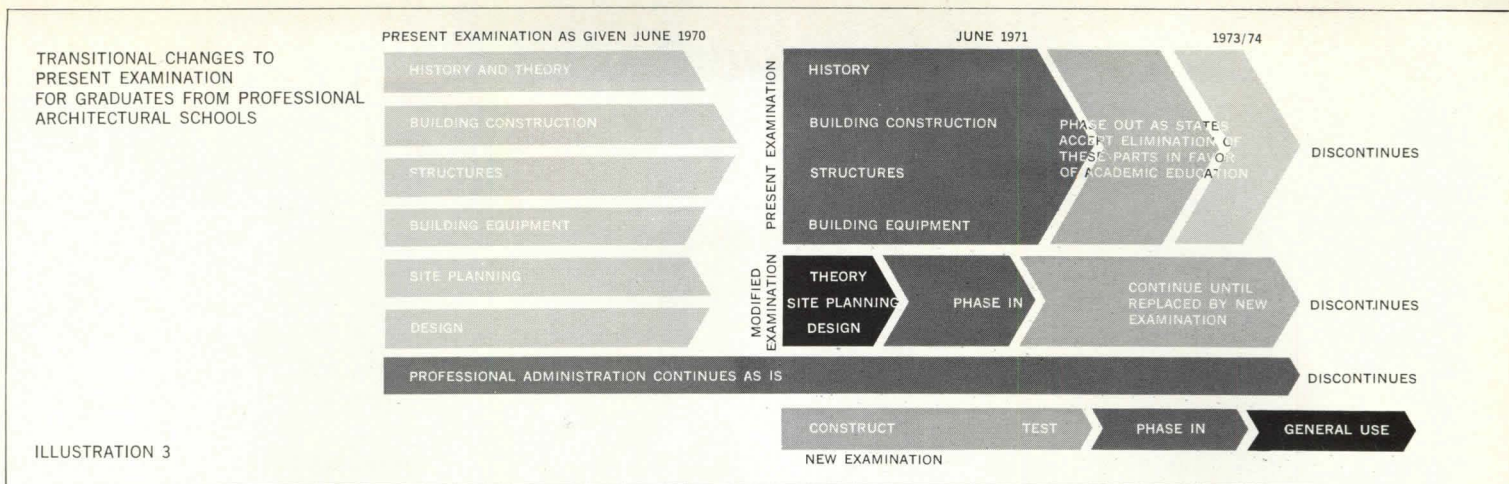 TRANSITIONAL CHANGES TO
PRESENT EXAMINATION
FOR GRADUATES FROM PROFESSIONAL
ARCHITECTURAL SCHOOLS
PRESENT EXAMINATION AS GIVEN JUNE 1970
HISTORY AND THEORY
BUILDING CONSTRUCTION
STRUCTURES
BUILDING EQUIPMENT
SITE PLANNING
DESIGN
PRESENT EXAMINATION
JUNE 1971
1973/74
HISTORY
BUILDING CONSTRUCTION
STRUCTURES
BUILDING EQUIPMENT
PHASE OUT AS STATES
ACCEPT ELIMINATION OF
THESE PARTS IN FAVOR
OF ACADEMIC EDUCATION
DISCONTINUES
MODIFIED
EXAMINATION
THEORY
SITE PLANNING
DESIGN
PHASE IN
CONTINUE UNTIL
REPLACED BY NEW
EXAMINATION
DISCONTINUES
PROFESSIONAL ADMINISTRATION CONTINUES AS IS
DISCONTINUES
CONSTRUCT
TEST
PHASE IN
GENERAL USE
NEW EXAMINATION
ILLUSTRATION 3